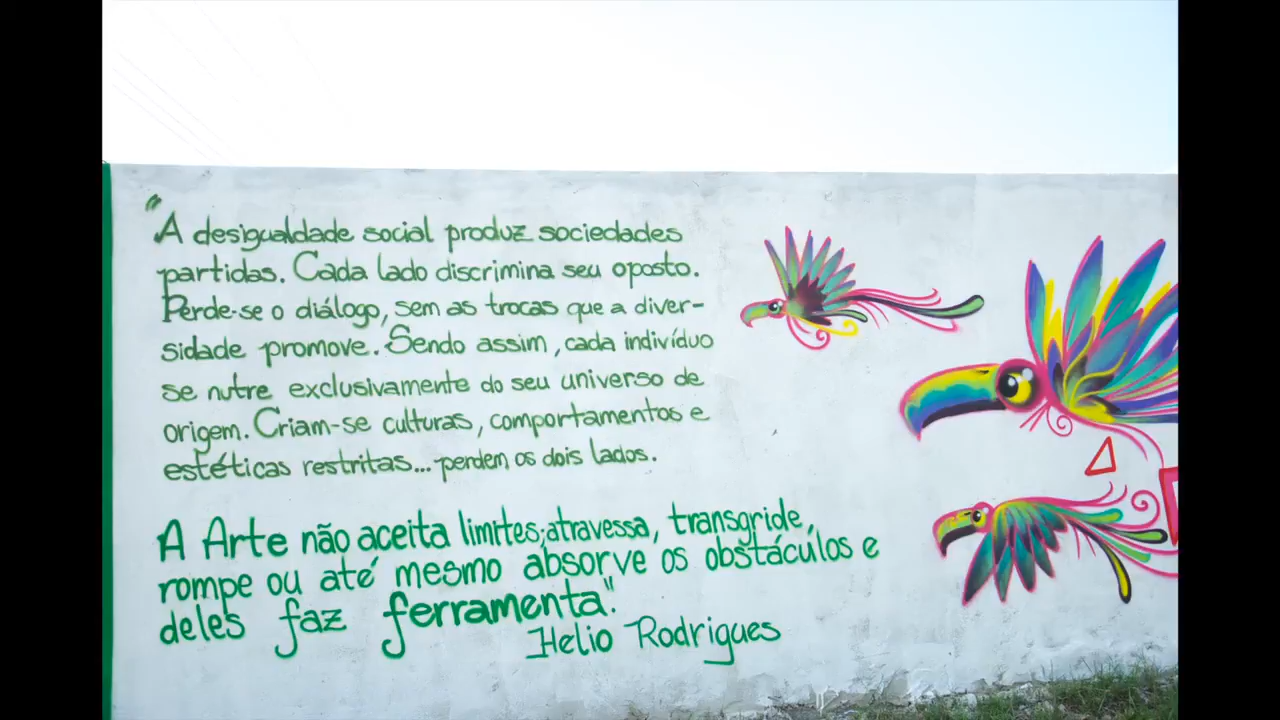 "A desigualdade social produz sociedades
partidas. Cada lado discrimina seu oposto.
Perde-se o diálogo, sem as trocas que a diver-
sidade promove. Sendo assim, cada indivíduo
se nutre exclusivamente do seu universo de
origem. Criam-se culturas, comportamentos e
estéticas restritas... perdem os dois lados.
A Arte não aceita limites; atravessa, transgride,
rompe ou até mesmo absorve os obstáculos e
deles faz ferramenta".
Helio Rodrigues